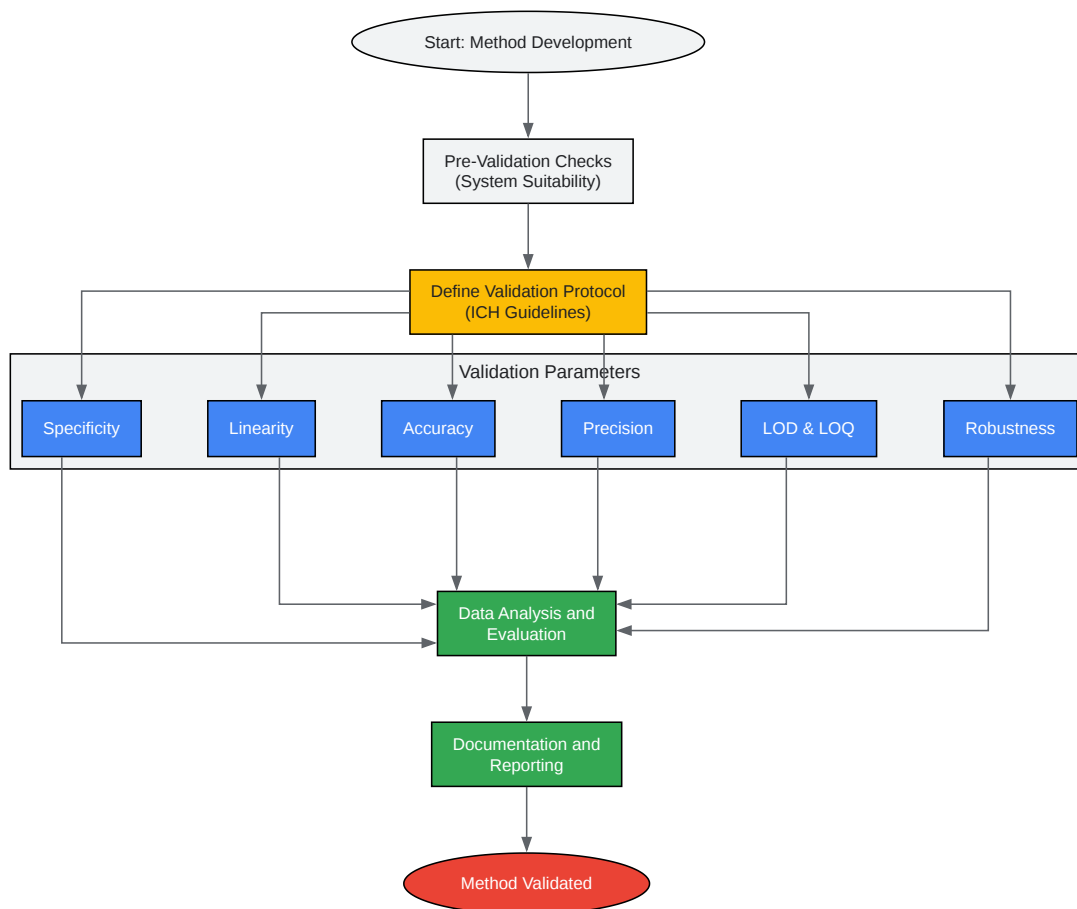 Start: Method Development
Pre-Validation Checks
(System Suitability)
Define Validation Protocol
(ICH Guidelines)
Validation Parameters
Specificity
Linearity
Accuracy
Precision
LOD & LOQ
Robustness
Data Analysis and
Evaluation
Documentation and
Reporting
Method Validated